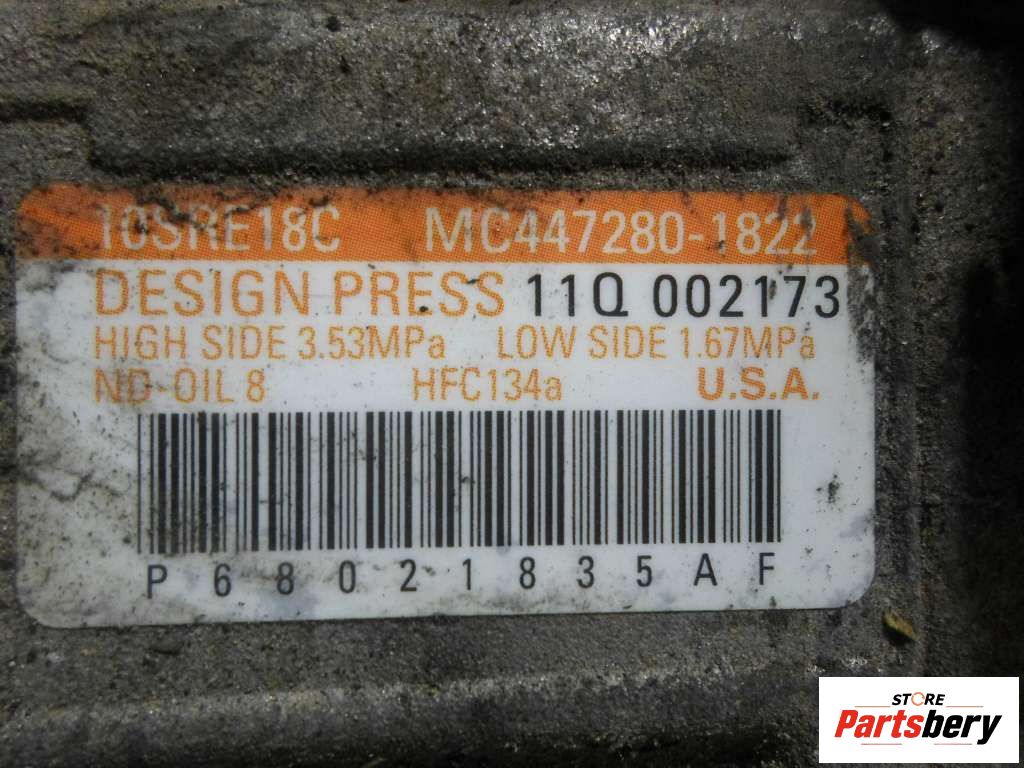 10SRE18C MC447280-1822
DESIGN PRESS 11Q 002173
HIGH SIDE 3.53MPa LOW SIDE 1.67MPa
ND-OIL 8 HFC134a U.S.A.
P68021835AF
STORE
Partsbery